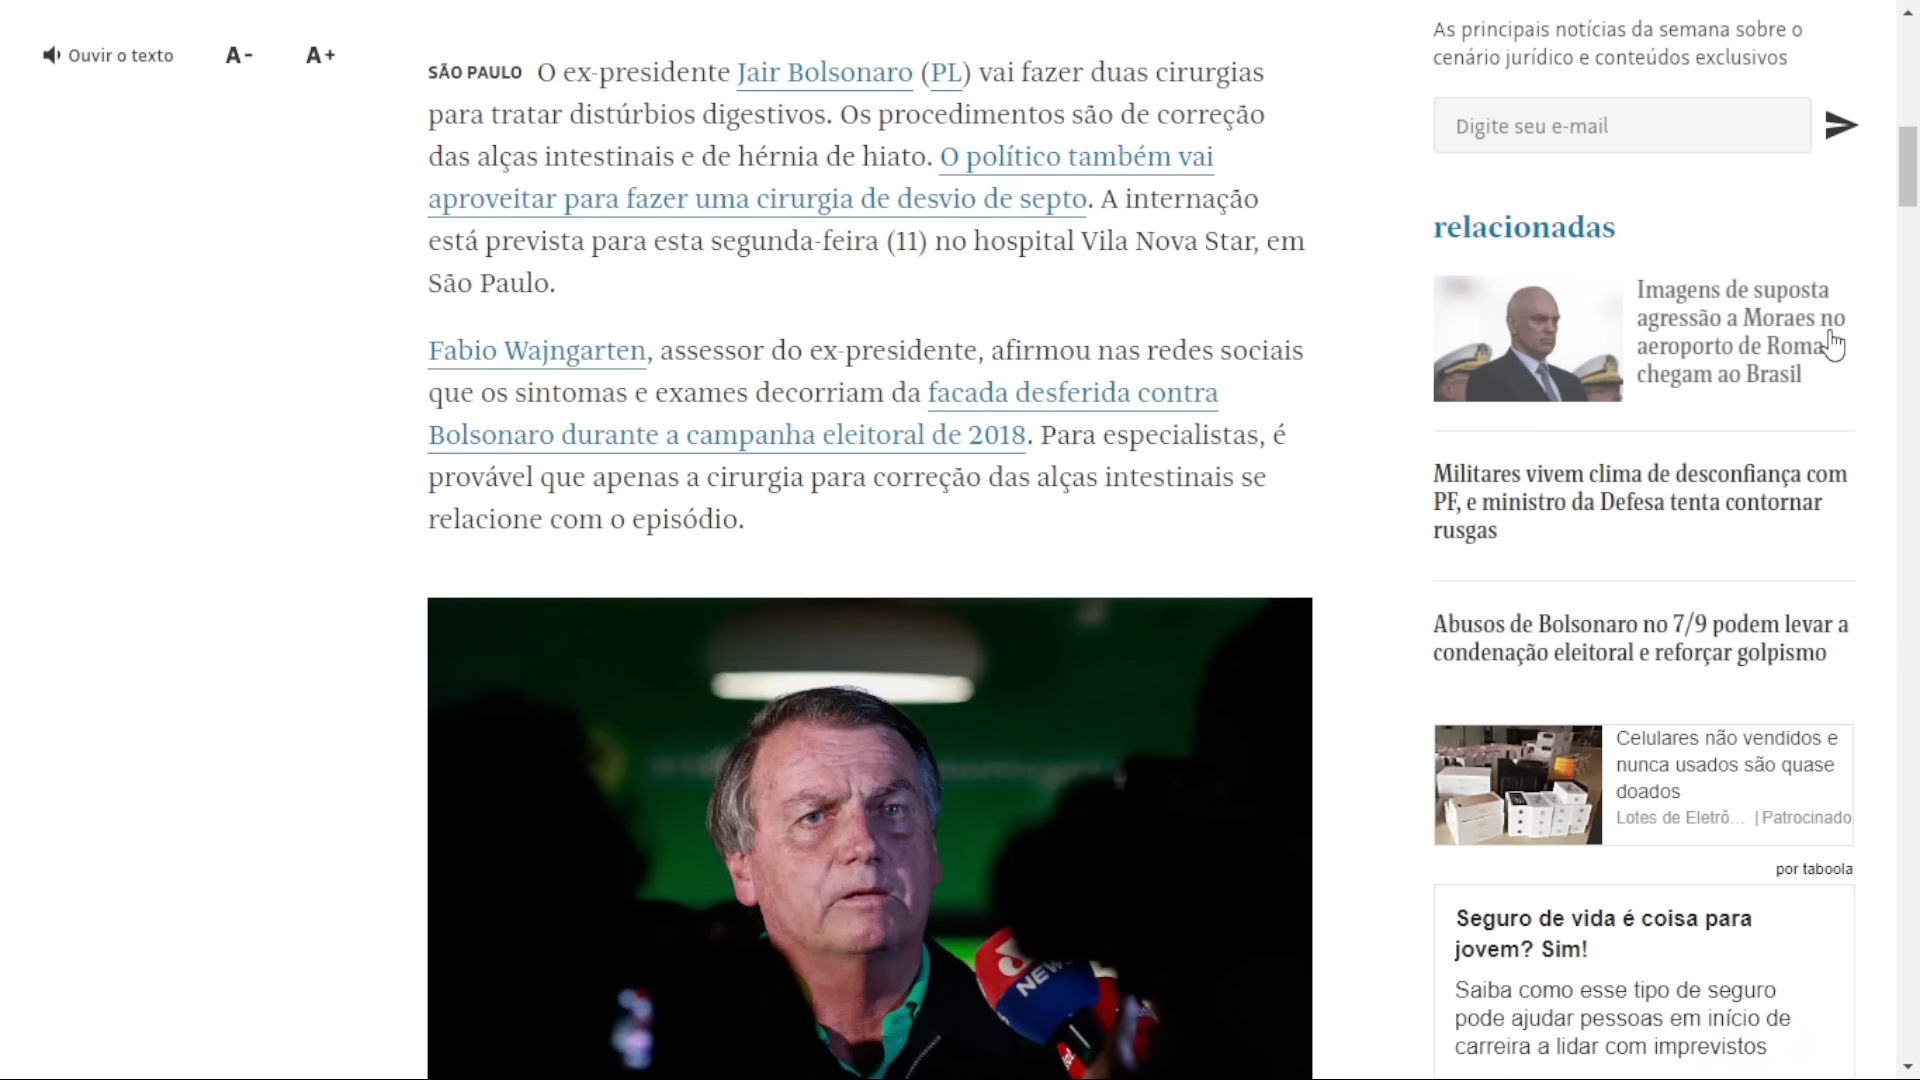 Ouvir o texto
A-
A+
SÃO PAULO O ex-presidente Jair Bolsonaro (PL) vai fazer duas cirurgias
para tratar distúrbios digestivos. Os procedimentos são de correção
das alças intestinais e de hérnia de hiato. O político também vai
aproveitar para fazer uma cirurgia de desvio de septo. A internação
está prevista para esta segunda-feira (11) no hospital Vila Nova Star, em
São Paulo.
Fabio Wajngarten, assessor do ex-presidente, afirmou nas redes sociais
que os sintomas e exames decorriam da facada desferida contra
Bolsonaro durante a campanha eleitoral de 2018. Para especialistas, é
provável que apenas a cirurgia para correção das alças intestinais se
relacione com o episódio.
NEWS
As principais notícias da semana sobre o
cenário jurídico e conteúdos exclusivos
Digite seu e-mail
relacionadas
Imagens de suposta
agressão a Moraes no
aeroporto de Roma
chegam ao Brasil
Militares vivem clima de desconfiança com
PF, e ministro da Defesa tenta contornar
rusgas
Abusos de Bolsonaro no 7/9 podem levar a
condenação eleitoral e reforçar golpismo
Celulares não vendidos e
nunca usados são quase
doados
Lotes de Eletrô... | Patrocinado
por taboola
Seguro de vida é coisa para
jovem? Sim!
Saiba como esse tipo de seguro
pode ajudar pessoas em início de
carreira a lidar com imprevistos